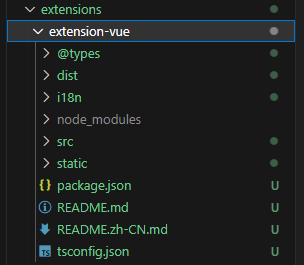 extensions
extension-vue
@types
dist
i18n
node_modules
src
static
{} package.json U
README.md U
README.zh-CN.md U
TS tsconfig.json U